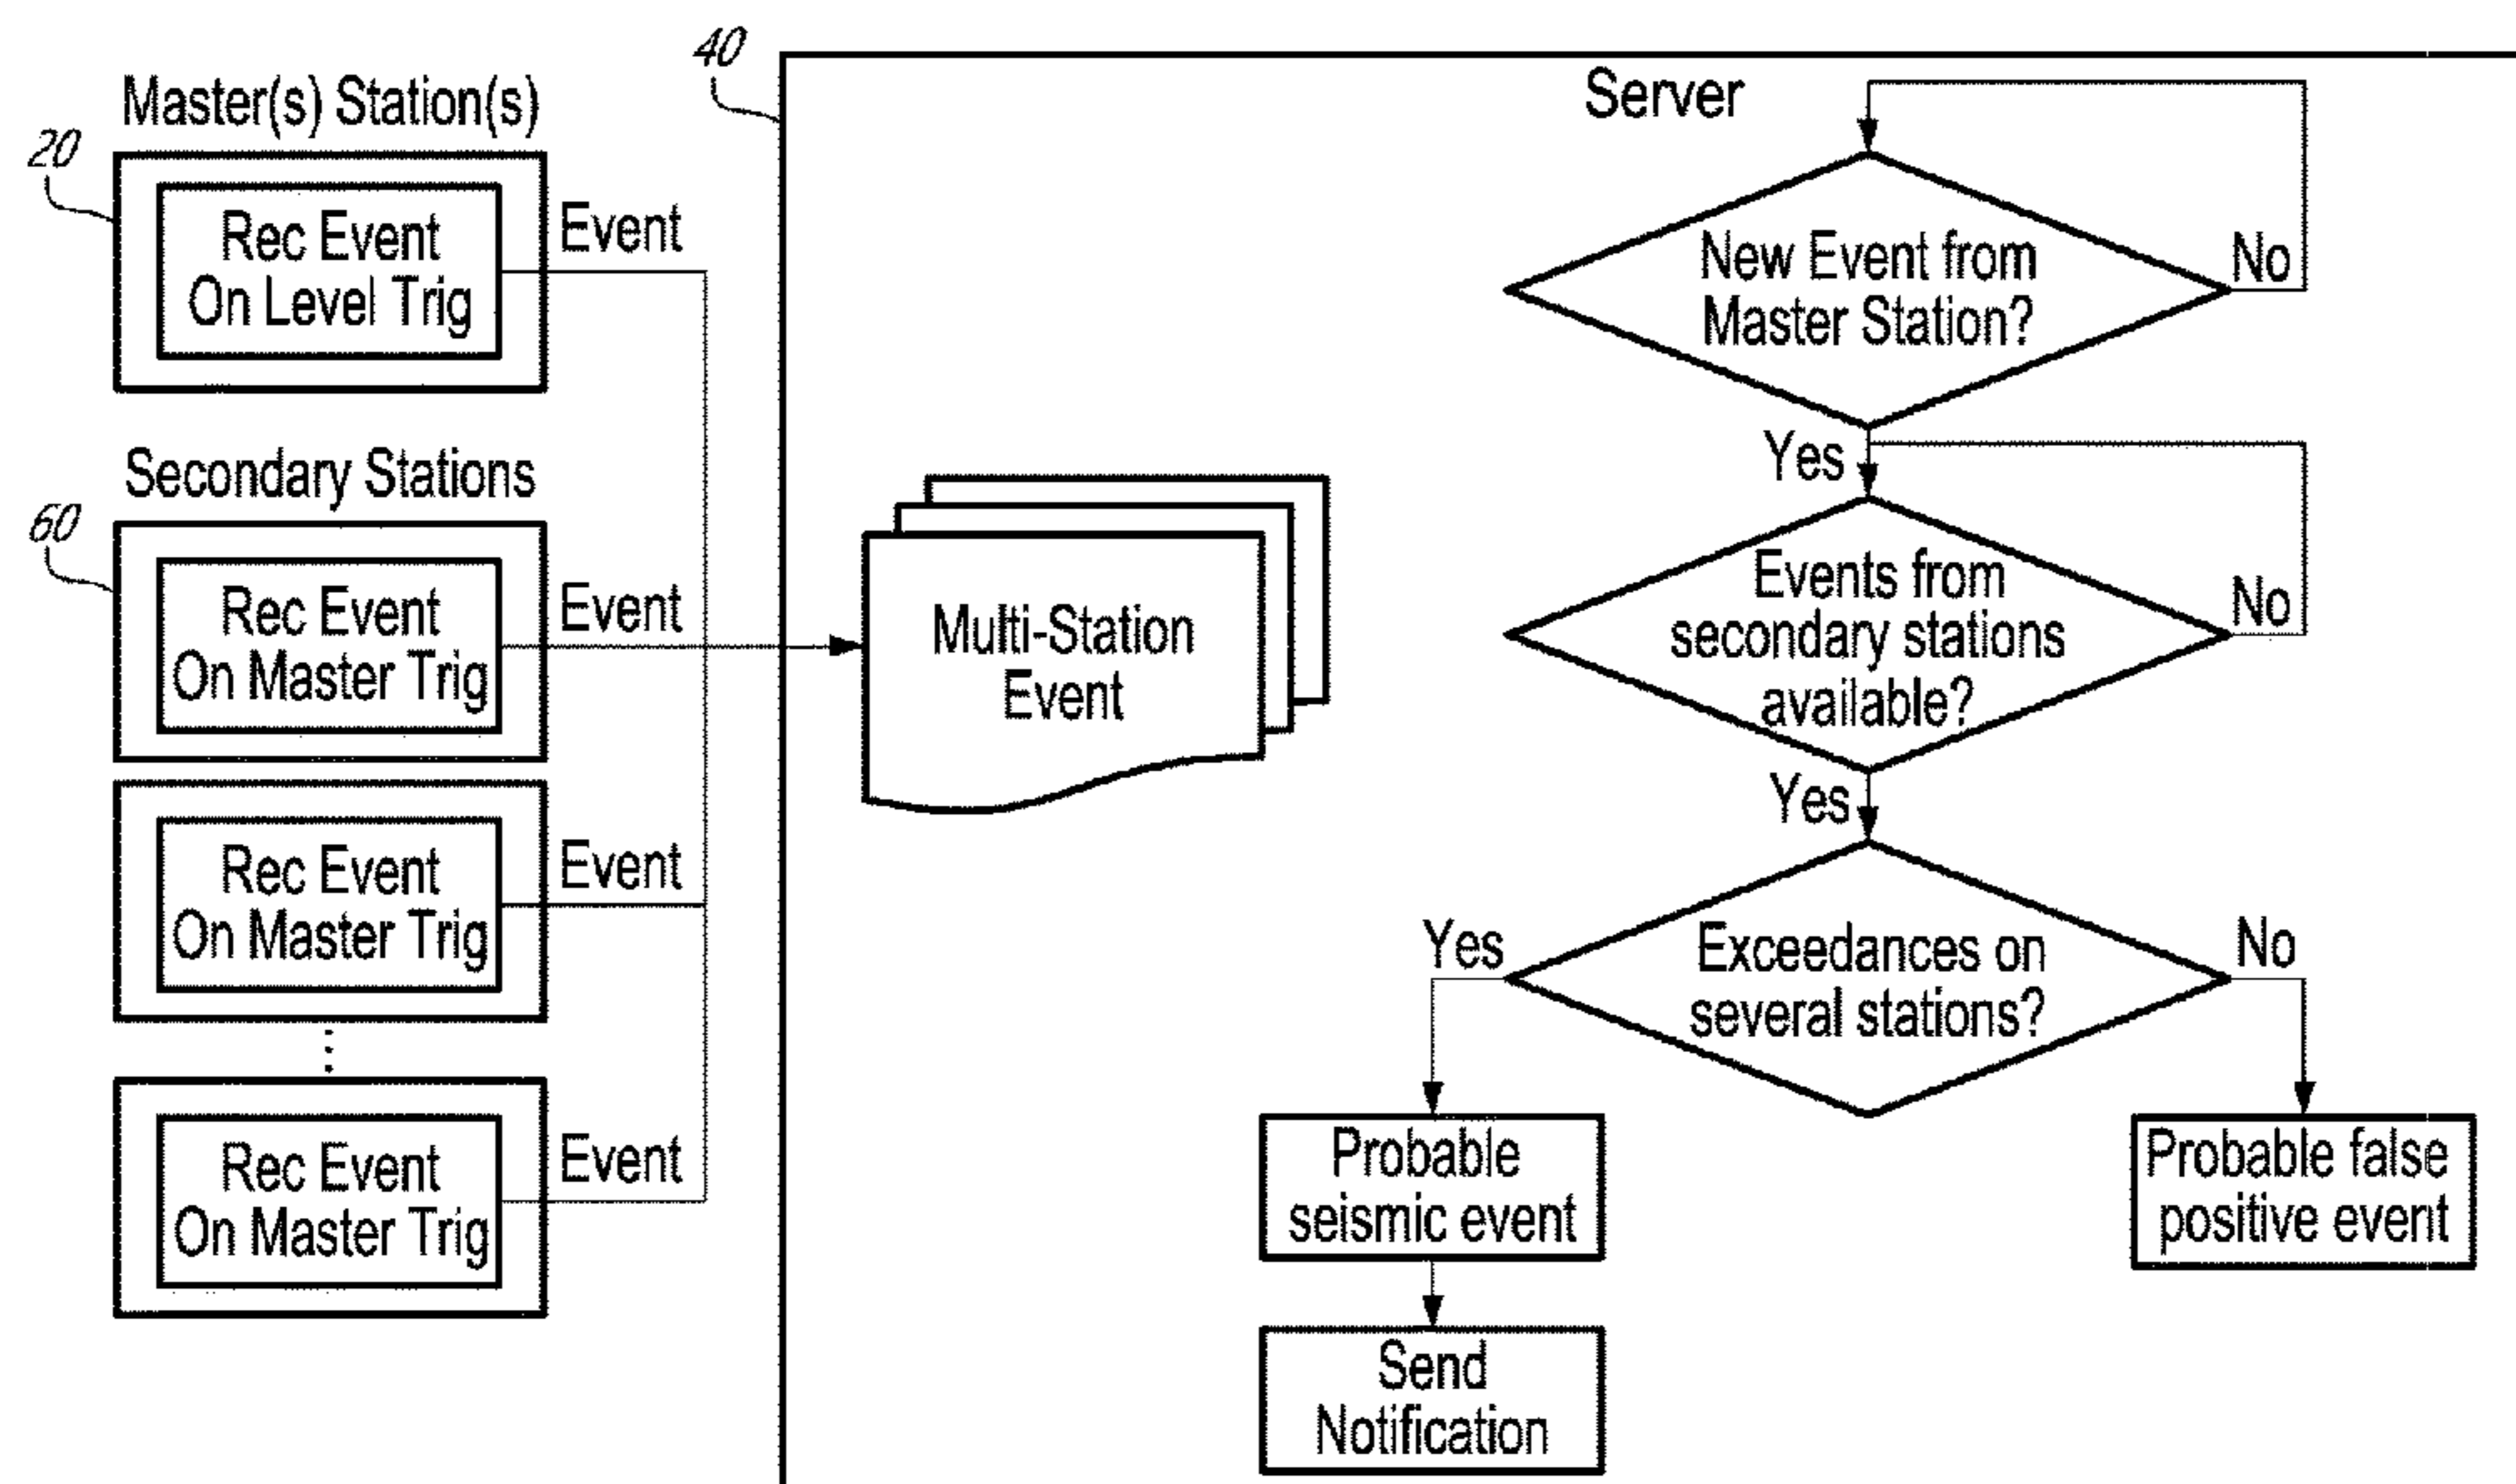 40
Master(s) Station(s)
20
Rec Event
On Level Trig
Event
Secondary Stations
60
Rec Event
On Master Trig
Event
Rec Event
On Master Trig
Event
Rec Event
On Master Trig
Event
Multi-Station
Event
Server
New Event from
Master Station?
No
Yes
Events from
secondary stations
available?
No
Yes
Exceedances on
several stations?
Yes
No
Probable
seismic event
Probable false
positive event
Send
Notification